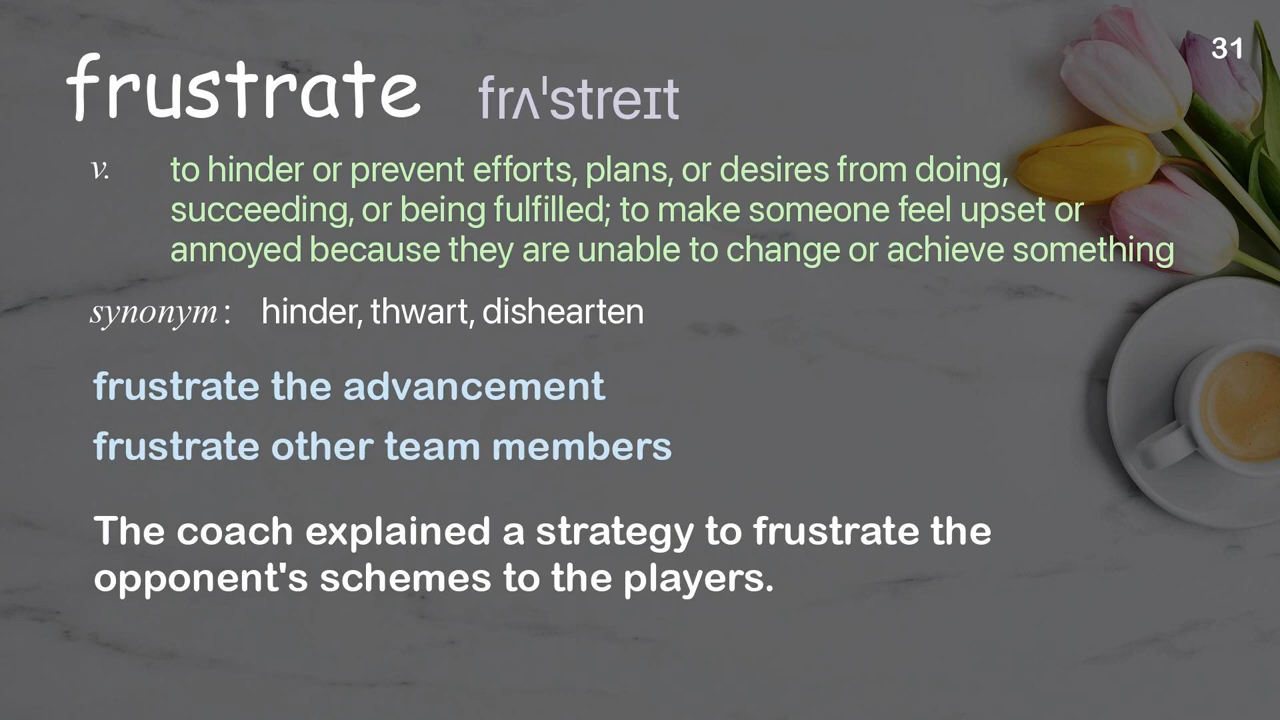 31
frustrate frʌˈstreɪt
v. to hinder or prevent efforts, plans, or desires from doing,
succeeding, or being fulfilled; to make someone feel upset or
annoyed because they are unable to change or achieve something
synonym: hinder, thwart, dishearten
frustrate the advancement
frustrate other team members
The coach explained a strategy to frustrate the
opponent's schemes to the players.